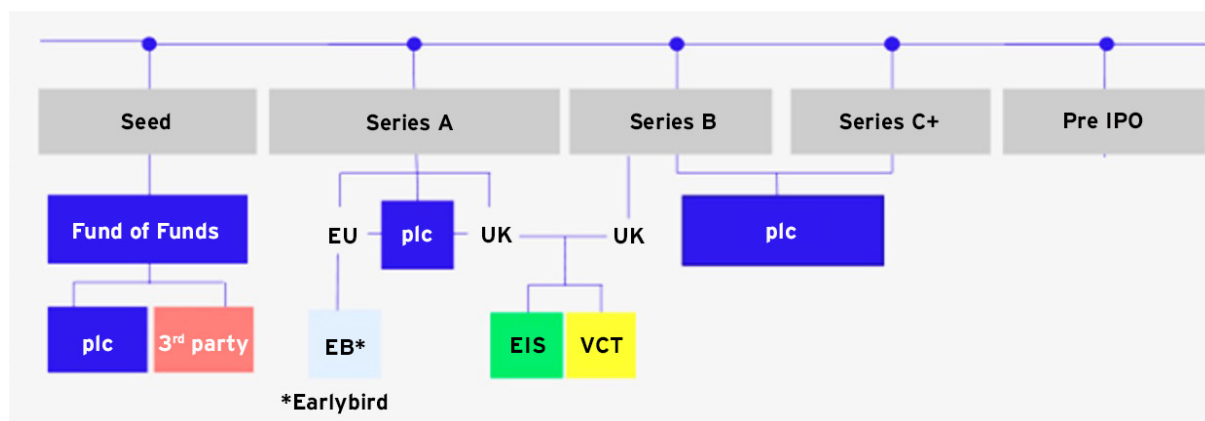 Seed
Series A
Series B
Series C+
Pre IPO
Fund of Funds
EU
plc
UK
UK
plc
plc
3rd party
EB*
EIS
VCT
*Earlybird